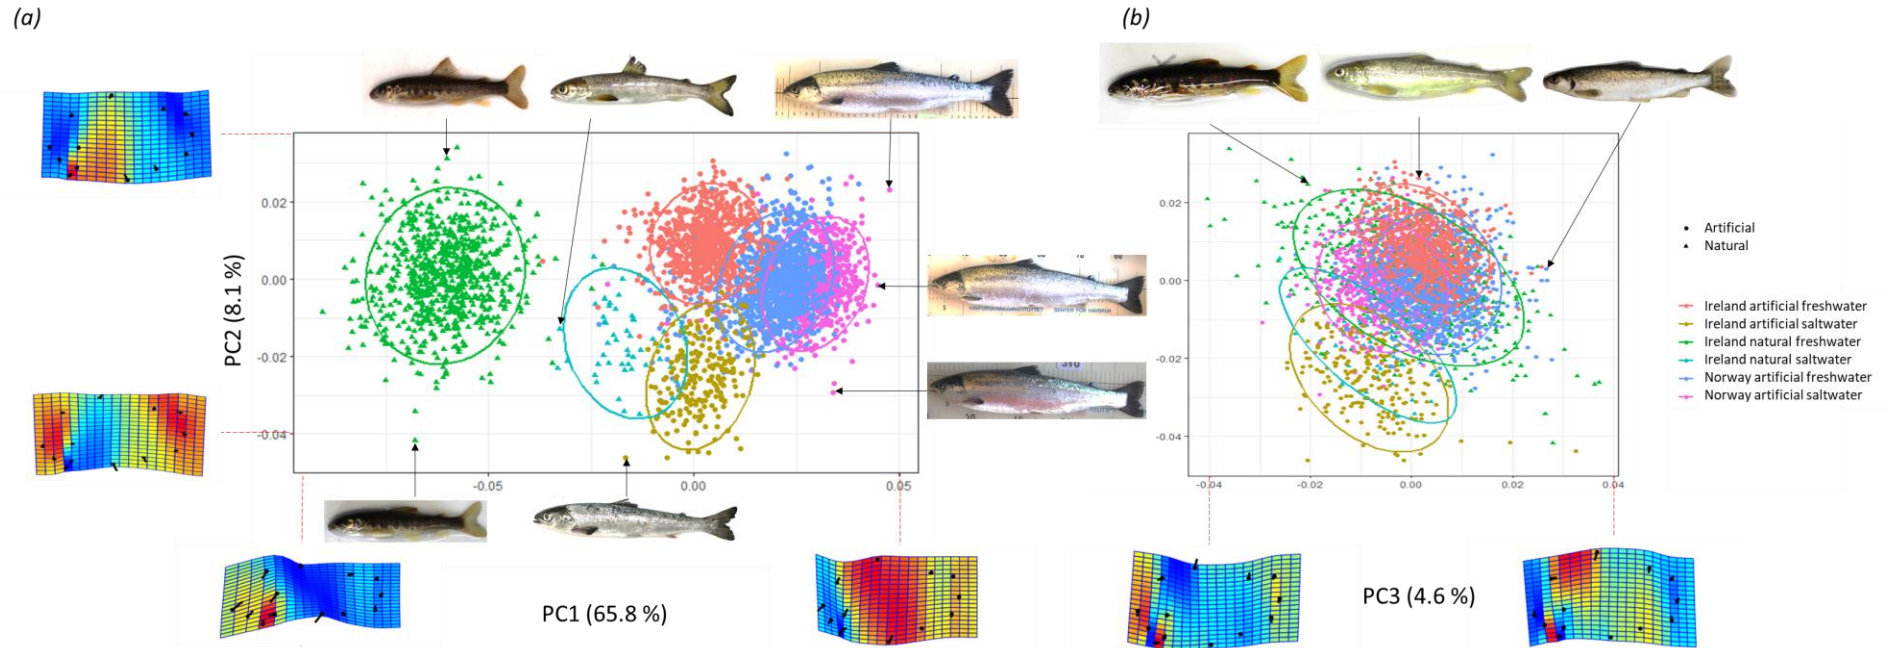 (a)
(b)
PC2 (8.1 %)
0.02
0.00
-0.02
-0.04
-0.05
0.00
0.05
PC1 (65.8 %)
0.02
0.00
-0.02
-0.04
-0.04
-0.02
0.00
0.02
0.04
PC3 (4.6 %)
Artificial
Natural
Ireland artificial freshwater
Ireland artificial saltwater
Ireland natural freshwater
Ireland natural saltwater
Norway artificial freshwater
Norway artificial saltwater